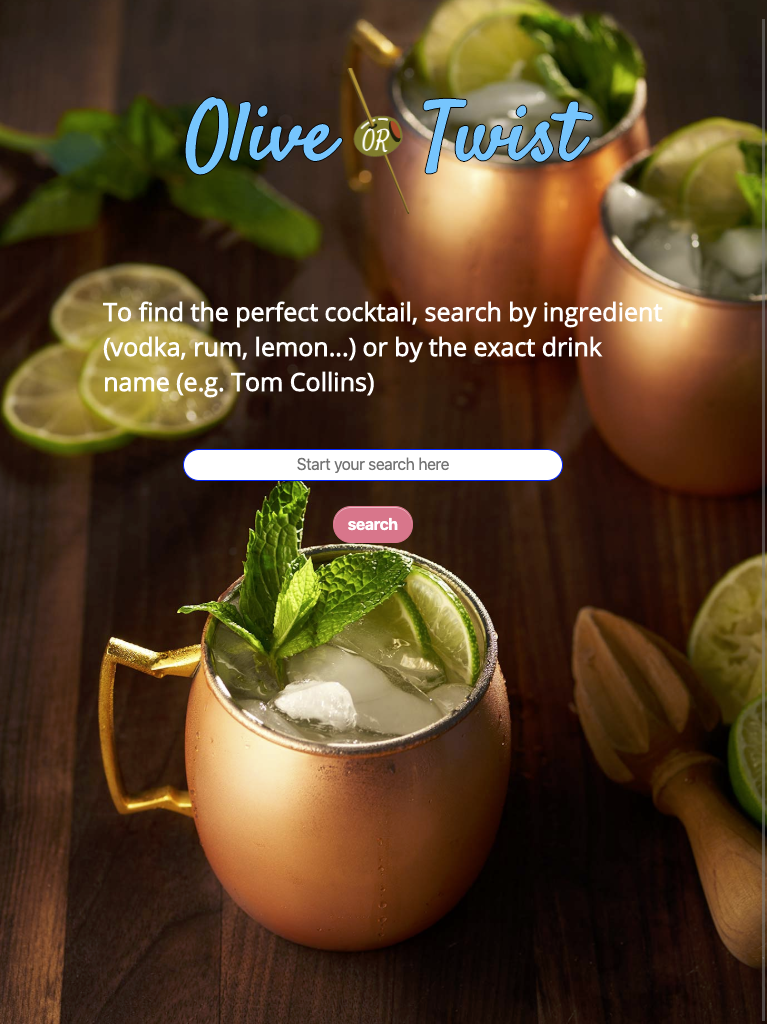 Olive OR Twist
To find the perfect cocktail, search by ingredient
(vodka, rum, lemon...) or by the exact drink
name (e.g. Tom Collins)
Start your search here
search